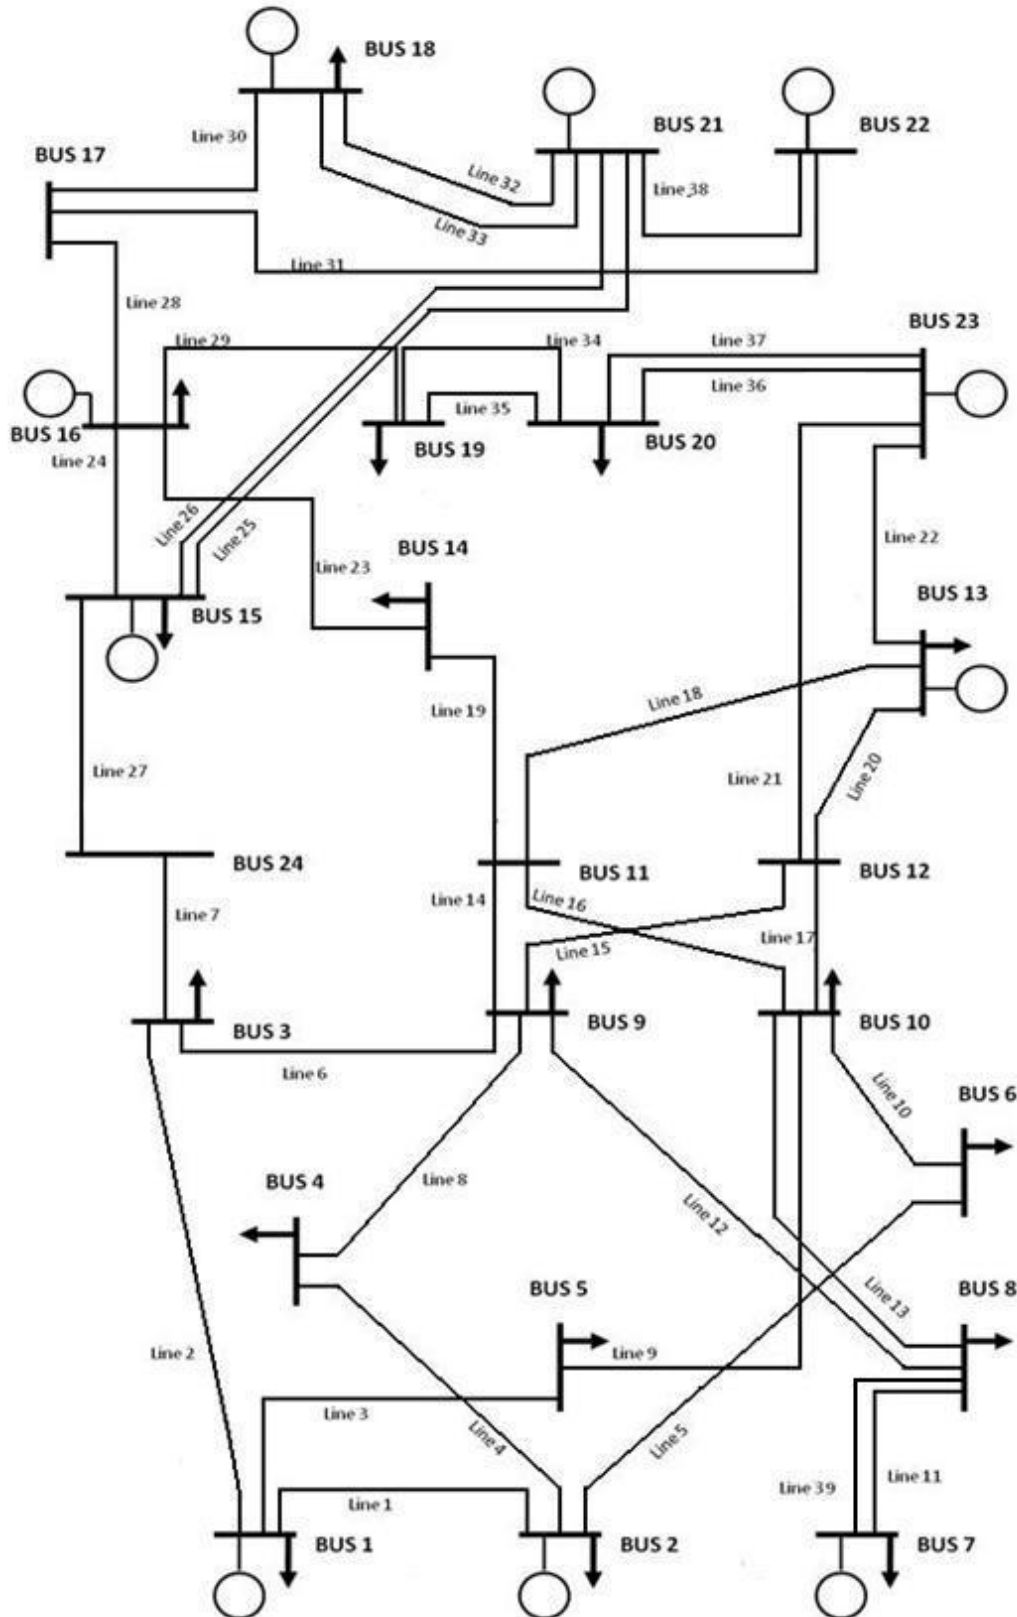 BUS 18
BUS 21
BUS 22
Line 30
BUS 17
Line 32
Line 38
Line 33
Line 31
Line 28
BUS 23
Line 29
Line 34
Line 37
Line 36
Line 35
BUS 16
BUS 19
BUS 20
Line 24
Line 26
Line 25
BUS 14
Line 22
Line 23
BUS 13
BUS 15
Line 18
Line 19
Line 27
Line 21
Line 20
BUS 24
BUS 11
BUS 12
Line 14
Line 16
Line 7
Line 15
Line 17
BUS 3
BUS 9
BUS 10
Line 6
Line 10
BUS 6
BUS 4
Line 8
Line 12
BUS 5
BUS 8
Line 13
Line 2
Line 9
Line 3
Line 4
Line 5
Line 11
Line 39
Line 1
BUS 1
BUS 2
BUS 7